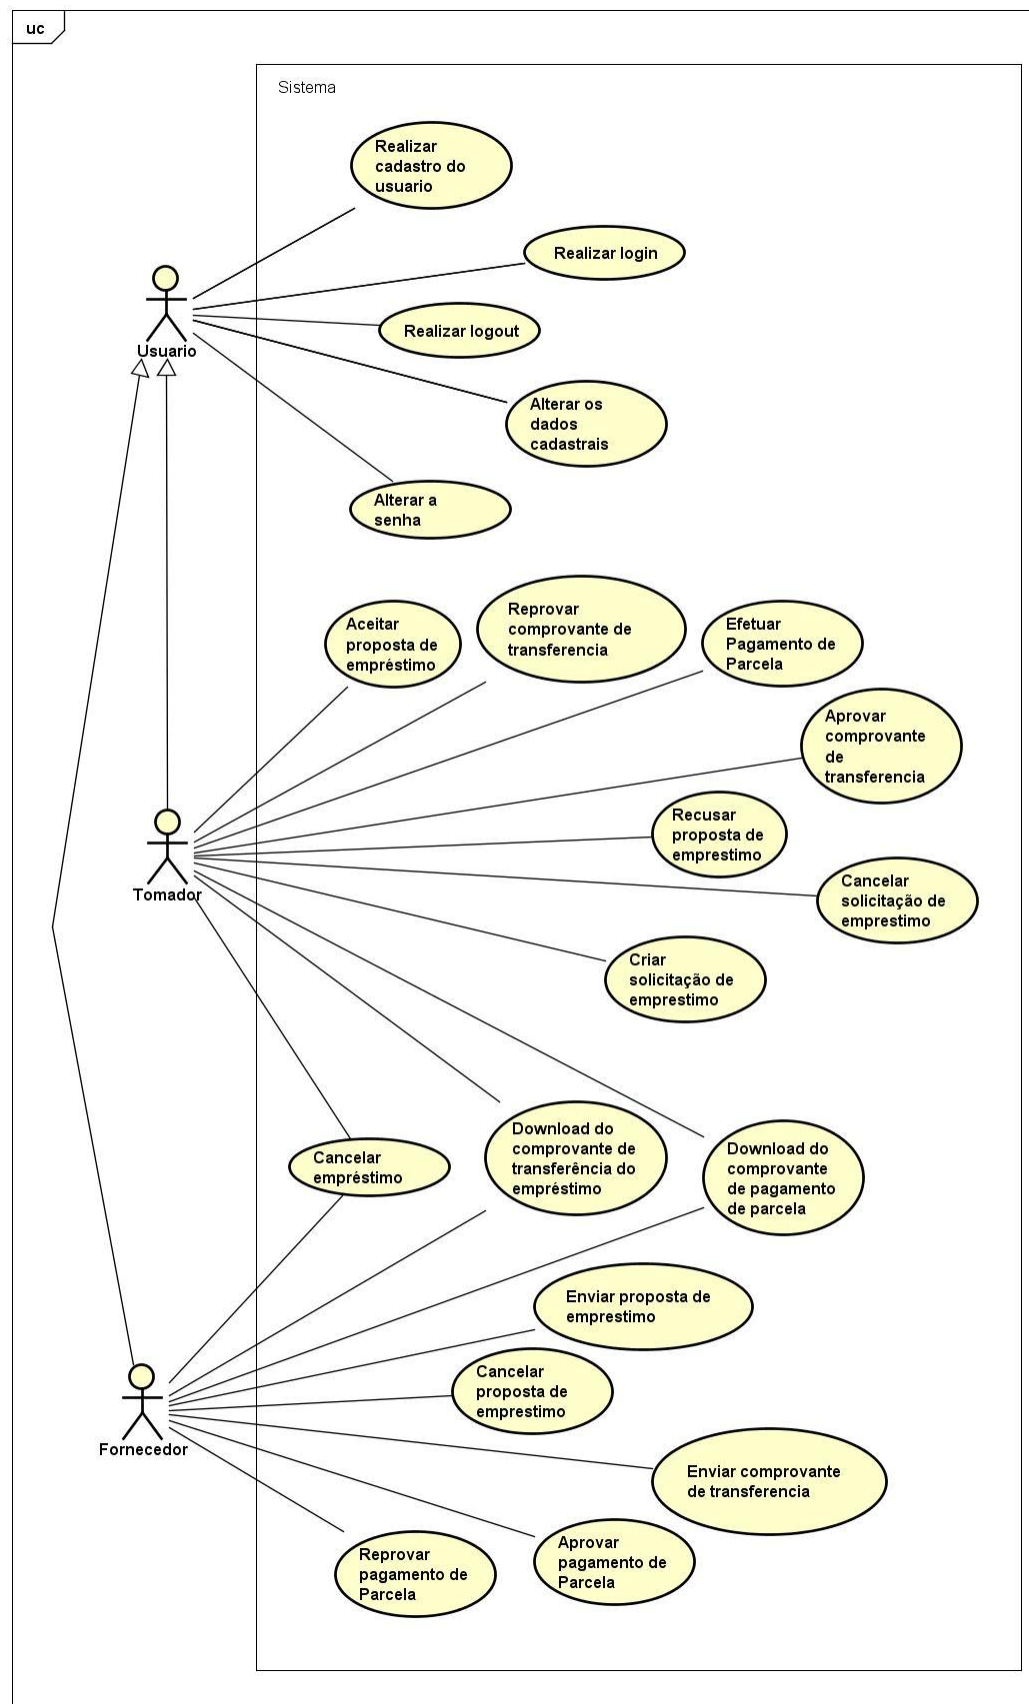 uc
Sistema
Realizar
cadastro do
usuario
Realizar login
Realizar logout
Usuario
Alterar os
dados
cadastrais
Alterar a
senha
Aceitar
proposta de
empréstimo
Reprovar
comprovante de
transferencia
Efetuar
Pagamento de
Parcela
Aprovar
comprovante
de
transferencia
Recusar
proposta de
emprestimo
Tomador
Cancelar
solicitação de
emprestimo
Criar
solicitação de
emprestimo
Cancelar
empréstimo
Download do
comprovante de
transferência do
empréstimo
Download do
comprovante
de pagamento
de parcela
Enviar proposta de
emprestimo
Cancelar
proposta de
emprestimo
Fornecedor
Enviar comprovante
de transferencia
Reprovar
pagamento de
Parcela
Aprovar
pagamento de
Parcela